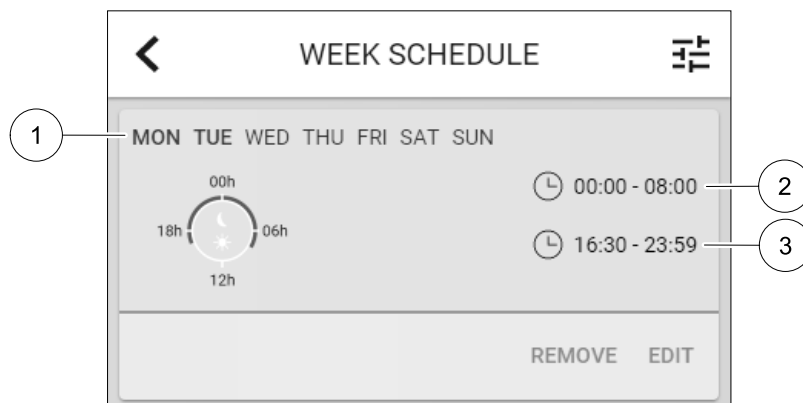 WEEK SCHEDULE
1
MON TUE WED THU FRI SAT SUN
00h
00:00 - 08:00
2
18h
06h
16:30 - 23:59
3
12h
REMOVE EDIT